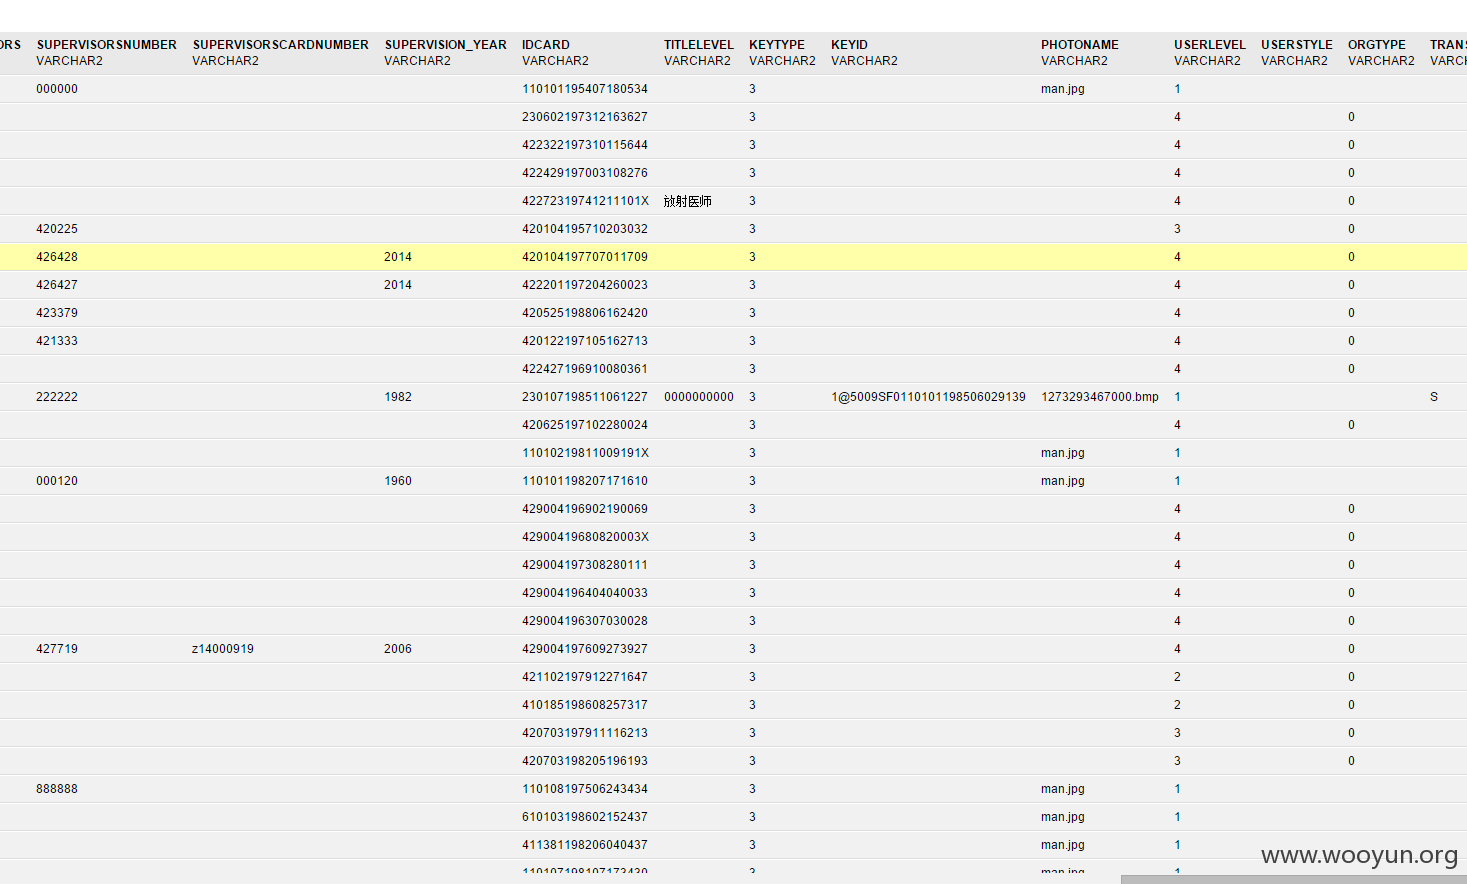 ORS SUPERVISORSNUMBER SUPERVISORSCARDNUMBER SUPERVISION_YEAR IDCARD TITLELEVEL KEYTYPE KEYID PHOTONAME USERLEVEL USERSTYLE ORGTYPE TRANS
VARCHAR2 VARCHAR2 VARCHAR2 VARCHAR2 VARCHAR2 VARCHAR2 VARCHAR2 VARCHAR2 VARCHAR2 VARCHAR2 VARCHAR2 VARCH
000000 110101195407180534 3 man.jpg 1
230602197312163627 3 4 0
422322197310115644 3 4 0
422429197003108276 3 4 0
42272319741211101X 放射医师 3 4 0
420225 420104195710203032 3 3 0
426428 2014 420104197707011709 3 4 0
426427 2014 422201197204260023 3 4 0
423379 420525198806162420 3 4 0
421333 420122197105162713 3 4 0
422427196910080361 3 4 0
222222 1982 230107198511061227 0000000000 3 1@5009SF0110101198506029139 1273293467000.bmp 1 S
420625197102280024 3 4 0
11010219811009191X 3 man.jpg 1
000120 1960 110101198207171610 3 man.jpg 1
429004196902190069 3 4 0
42900419680820003X 3 4 0
429004197308280111 3 4 0
429004196404040033 3 4 0
429004196307030028 3 4 0
427719 z14000919 2006 429004197609273927 3 4 0
421102197912271647 3 2 0
410185198608257317 3 2 0
420703197911116213 3 3 0
420703198205196193 3 3 0
888888 110108197506243434 3 man.jpg 1
610103198602152437 3 man.jpg 1
411381198206040437 3 man.jpg 1
www.wooyun.org